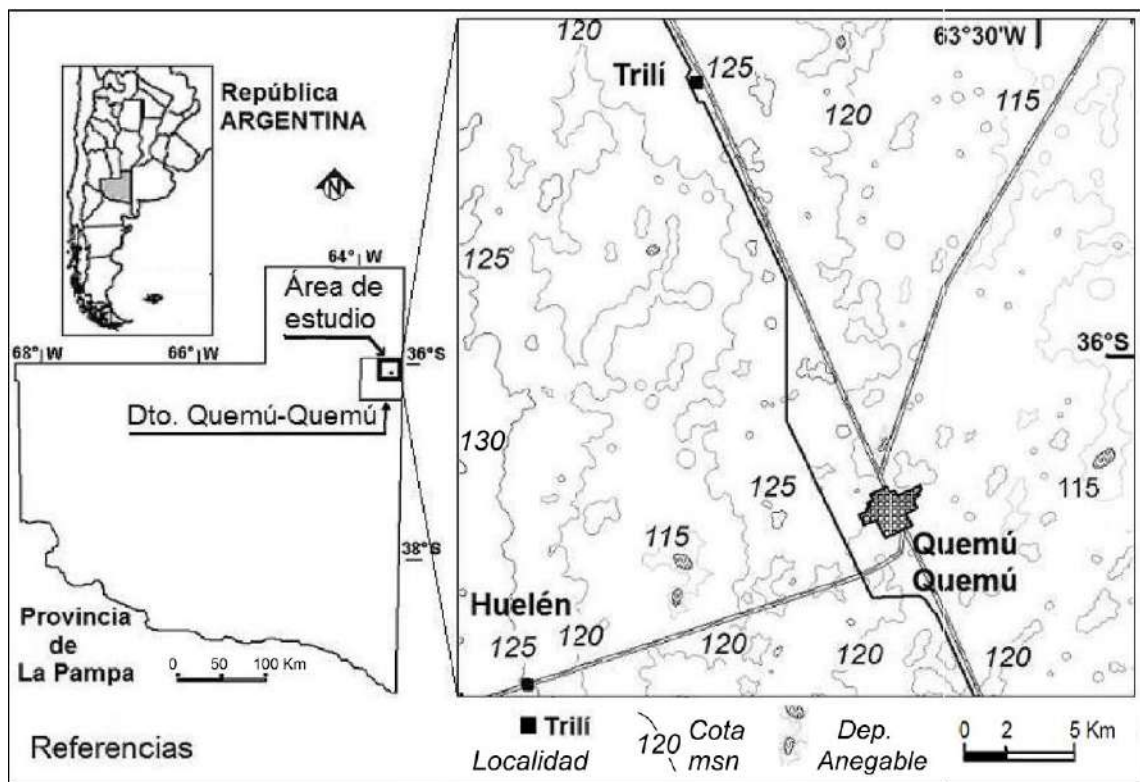 República
ARGENTINA
N
64° W
Área de
estudio
68° W
66° W
36°S
Dto. Quemú-Quemú
38°S
Provincia
de
La Pampa
0 50 100 Km
120
63°30'W
Trilí
125
120
115
125
36°S
130
125
115
115
Quemú
Quemú
Huelén
125
120
120
120
120
Referencias
Trilí
Localidad
120
Cota
msn
Dep.
Anegable
0 2 5 Km